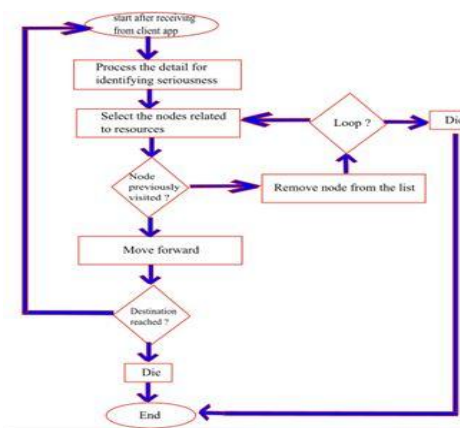 start after receiving
from client app
Process the detail for
identifying seriousness
Select the nodes related
to resources
Loop ?
Die
Node
previously
visited ?
Remove node from the list
Move forward
Destination
reached ?
Die
End